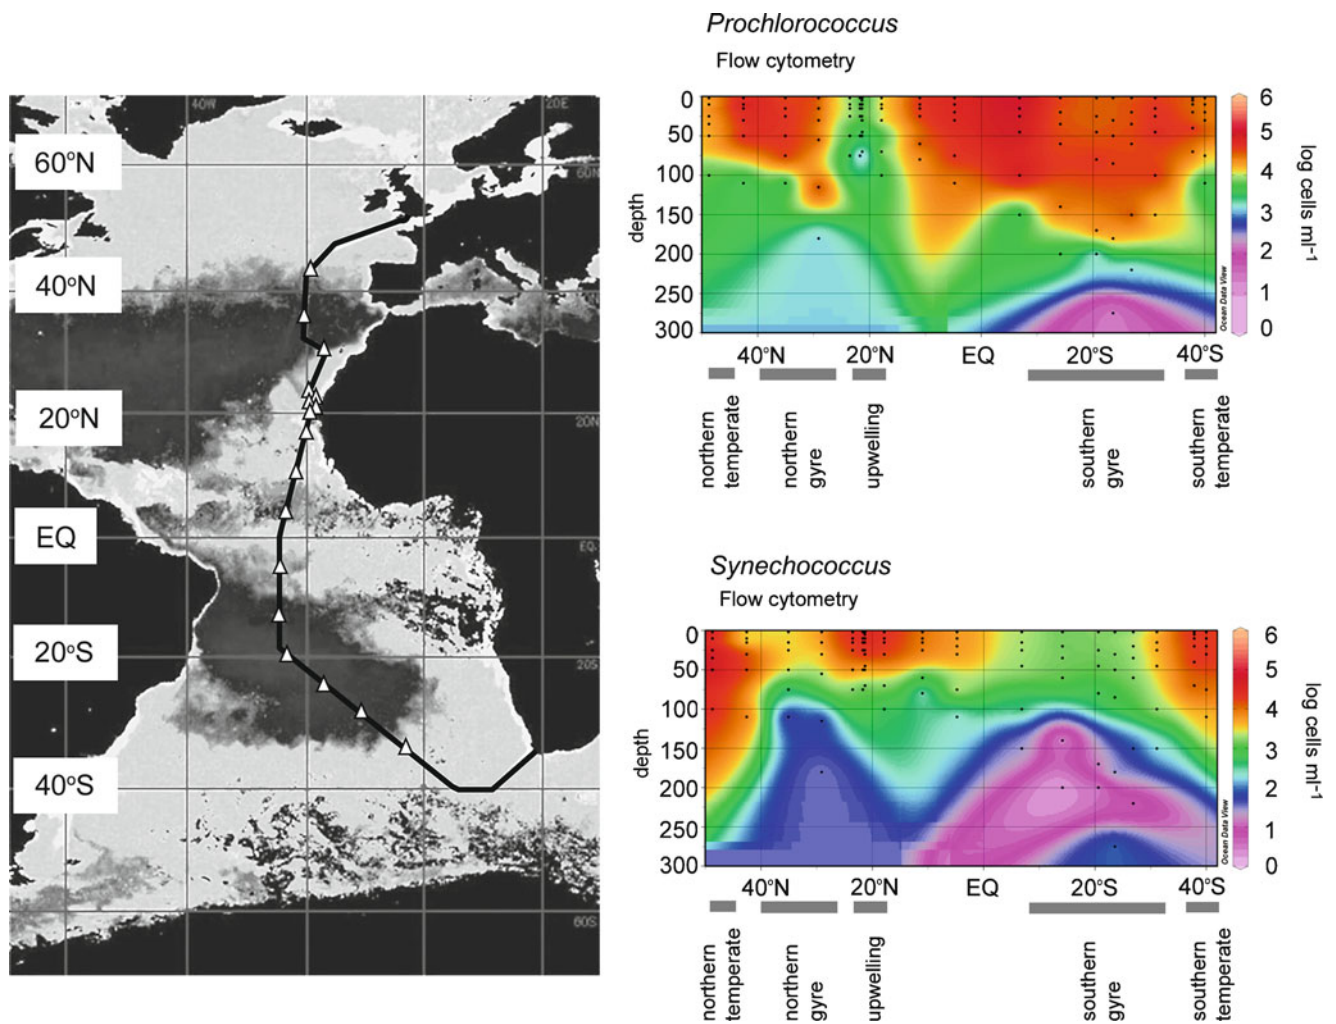 40W
20E
60°N
60N
40°N
20°N
20N
EQ
EQ
20°S
20S
40°S
60S
Prochlorococcus
Flow cytometry
0
50
100
150
200
250
300
depth
40°N
20°N
EQ
20°S
40°S
6
5
4
3
2
1
0
log cells ml⁻¹
Ocean Data View
northern
temperate
northern
gyre
upwelling
southern
gyre
southern
temperate
Synechococcus
Flow cytometry
0
50
100
150
200
250
300
depth
40°N
20°N
EQ
20°S
40°S
6
5
4
3
2
1
0
log cells ml⁻¹
Ocean Data View
northern
temperate
northern
gyre
upwelling
southern
gyre
southern
temperate